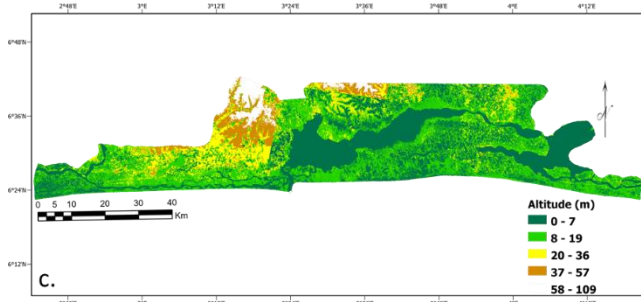 2°48'E 3°E 3°12'E 3°24'E 3°36'E 3°48'E 4°E 4°12'E
6°48'N
6°36'N
6°24'N
6°12'N
0 5 10 20 30 40
Km
Altitude (m)
0 - 7
8 - 19
20 - 36
37 - 57
58 - 109
c.